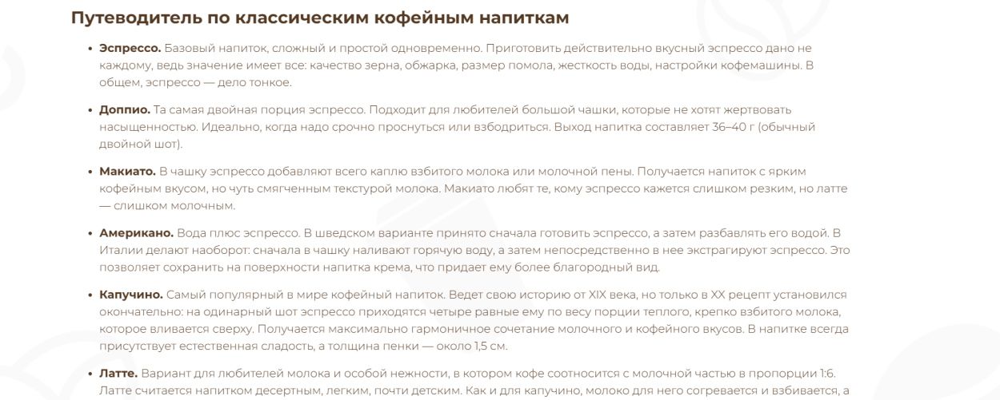 Путеводитель по классическим кофейным напиткам
• Эспрессо. Базовый напиток, сложный и простой одновременно. Приготовить действительно вкусный эспрессо дано не
каждому, ведь значение имеет все: качество зерна, обжарка, размер помола, жесткость воды, настройки кофемашины. В
общем, эспрессо — дело тонкое.
• Доппио. Та самая двойная порция эспрессо. Подходит для любителей большой чашки, которые не хотят жертвовать
насыщенностью. Идеально, когда надо срочно проснуться или взбодриться. Выход напитка составляет 36–40 г (обычный
двойной шот).
• Макиато. В чашку эспрессо добавляют всего каплю взбитого молока или молочной пены. Получается напиток с ярким
кофейным вкусом, но чуть смягченным текстурой молока. Макиато любят те, кому эспрессо кажется слишком резким, но латте
— слишком молочным.
• Американо. Вода плюс эспрессо. В шведском варианте принято сначала готовить эспрессо, а затем разбавлять его водой. В
Италии делают наоборот: сначала в чашку наливают горячую воду, а затем непосредственно в нее экстрагируют эспрессо. Это
позволяет сохранить на поверхности напитка крема, что придает ему более благородный вид.
• Капучино. Самый популярный в мире кофейный напиток. Ведет свою историю от XIX века, но только в XX рецепт установился
окончательно: на одинарный шот эспрессо приходятся четыре равные ему по весу порции теплого, крепко взбитого молока,
которое вливается сверху. Получается максимально гармоничное сочетание молочного и кофейного вкусов. В напитке всегда
присутствует естественная сладость, а толщина пенки — около 1,5 см.
• Латте. Вариант для любителей молока и особой нежности, в котором кофе соотносится с молочной частью в пропорции 1:6.
Латте считается напитком десертным, легким, почти детским. Как и для капучино, молоко для него согревается и взбивается, а